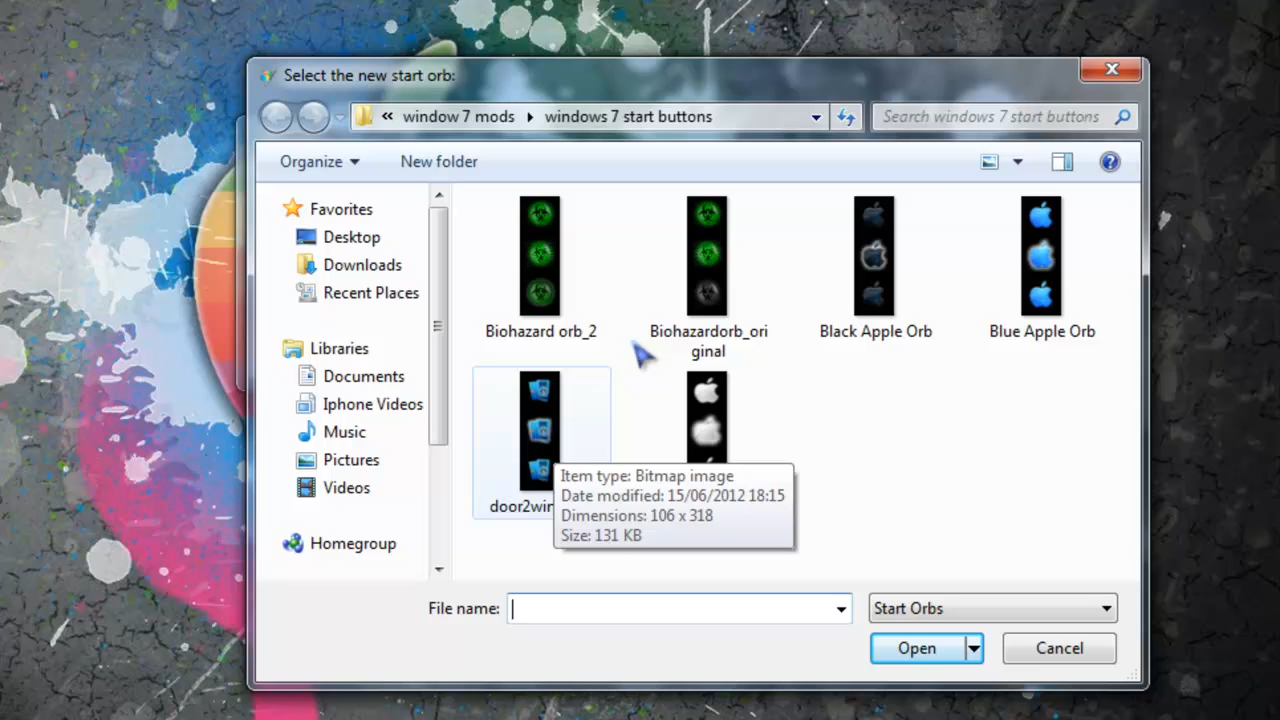 Select the new start orb:
« window 7 mods windows 7 start buttons
Search windows 7 start buttons
Organize New folder
Favorites
Desktop
Downloads
Recent Places
Libraries
Documents
Iphone Videos
Music
Pictures
Videos
Homegroup
Biohazard orb_2
Biohazardorb_ori
ginal
Black Apple Orb
Blue Apple Orb
Item type: Bitmap image
Date modified: 15/06/2012 18:15
Dimensions: 106 x 318
Size: 131 KB
File name:
Start Orbs
Open
Cancel